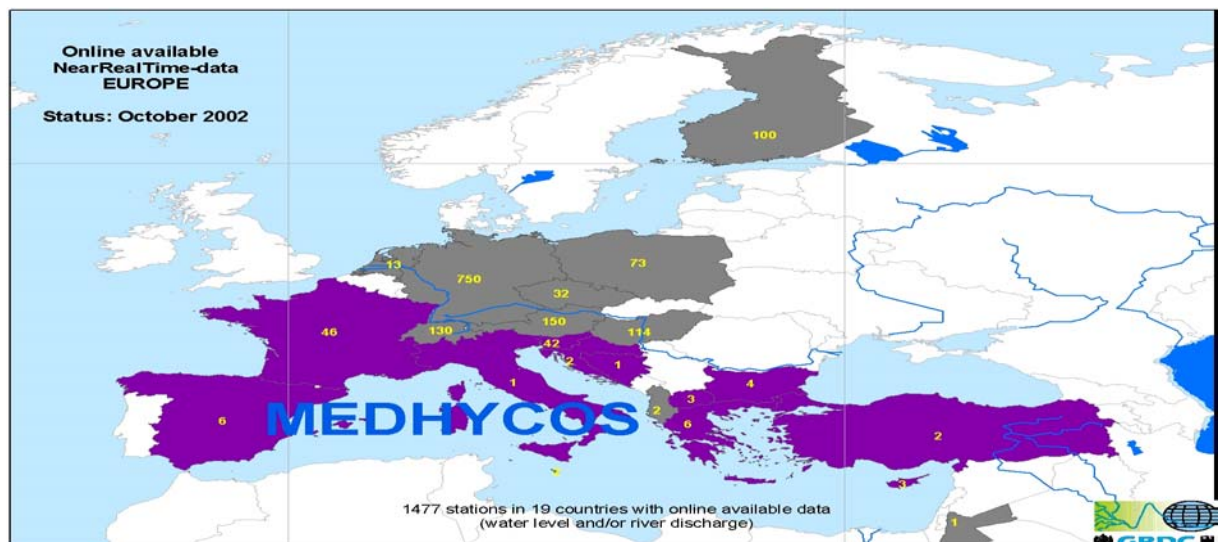 Online available
NearRealTime-data
EUROPE
Status: October 2002
100
13
750
73
32
46
130
150
114
42
2
1
1
4
3
2
6
6
2
3
MEDHYCOS
1477 stations in 19 countries with online available data
(water level and/or river discharge)
1
GRDC